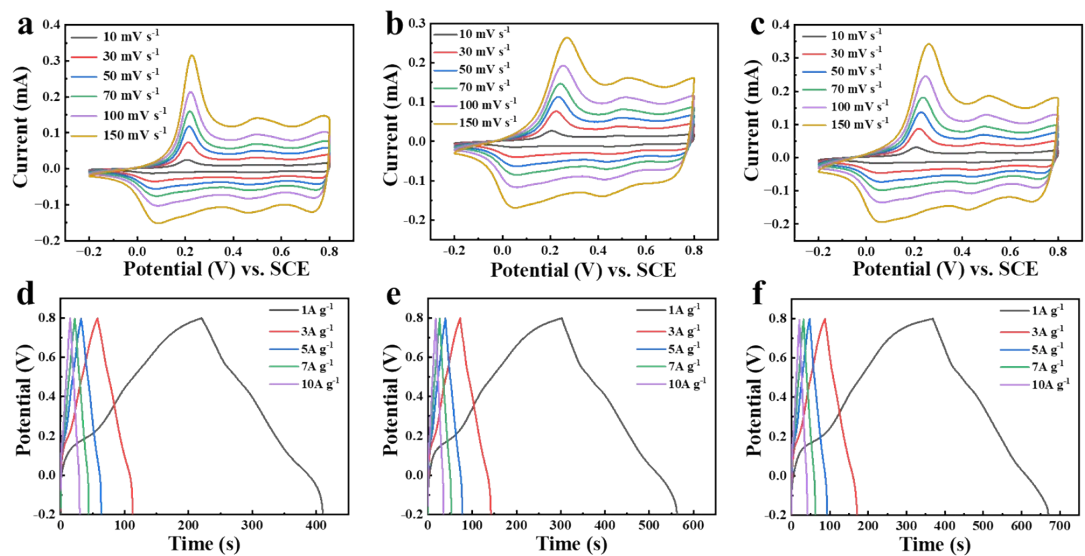 a
10 mV s⁻¹
30 mV s⁻¹
50 mV s⁻¹
70 mV s⁻¹
100 mV s⁻¹
150 mV s⁻¹
0.4
0.3
0.2
0.1
0.0
−0.1
−0.2
Current (mA)
−0.2 0.0 0.2 0.4 0.6 0.8
Potential (V) vs. SCE
b
10 mV s⁻¹
30 mV s⁻¹
50 mV s⁻¹
70 mV s⁻¹
100 mV s⁻¹
150 mV s⁻¹
0.3
0.2
0.1
0.0
−0.1
−0.2
Current (mA)
−0.2 0.0 0.2 0.4 0.6 0.8
Potential (V) vs. SCE
c
10 mV s⁻¹
30 mV s⁻¹
50 mV s⁻¹
70 mV s⁻¹
100 mV s⁻¹
150 mV s⁻¹
0.4
0.3
0.2
0.1
0.0
−0.1
−0.2
Current (mA)
−0.2 0.0 0.2 0.4 0.6 0.8
Potential (V) vs. SCE
d
1A g⁻¹
3A g⁻¹
5A g⁻¹
7A g⁻¹
10A g⁻¹
0.8
0.6
0.4
0.2
0.0
−0.2
Potential (V)
0 100 200 300 400
Time (s)
e
1A g⁻¹
3A g⁻¹
5A g⁻¹
7A g⁻¹
10A g⁻¹
0.8
0.6
0.4
0.2
0.0
−0.2
Potential (V)
0 100 200 300 400 500 600
Time (s)
f
1A g⁻¹
3A g⁻¹
5A g⁻¹
7A g⁻¹
10A g⁻¹
0.8
0.6
0.4
0.2
0.0
−0.2
Potential (V)
0 100 200 300 400 500 600 700
Time (s)